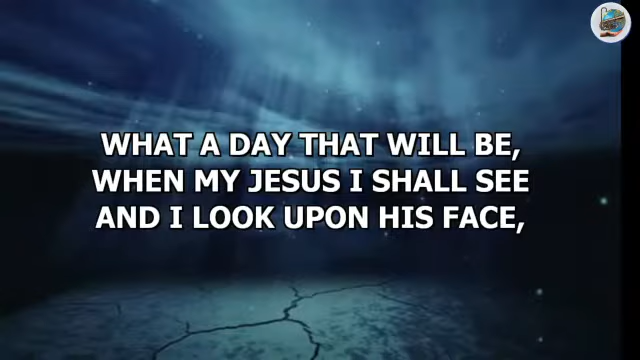 WHAT A DAY THAT WILL BE,
WHEN MY JESUS I SHALL SEE
AND I LOOK UPON HIS FACE,